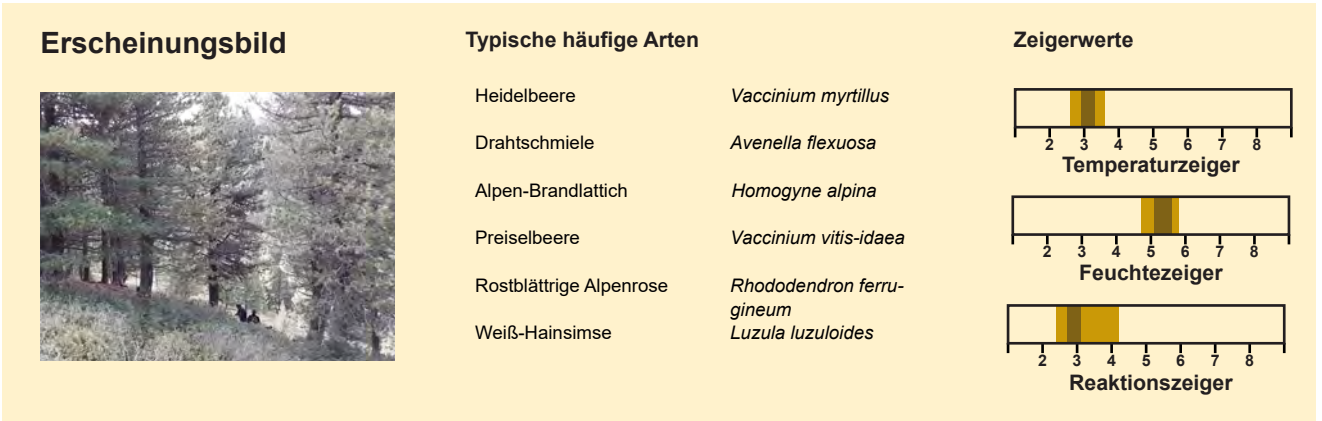 Erscheinungsbild
Typische häufige Arten
Heidelbeere Vaccinium myrtillus
Drahtschmiele Avenella flexuosa
Alpen-Brandlattich Homogyne alpina
Preiselbeere Vaccinium vitis-idaea
Rostblättrige Alpenrose Rhododendron ferru-
gineum
Weiß-Hainsimse Luzula luzuloides
Zeigerwerte
2 3 4 5 6 7 8
Temperaturzeiger
2 3 4 5 6 7 8
Feuchtezeiger
2 3 4 5 6 7 8
Reaktionszeiger